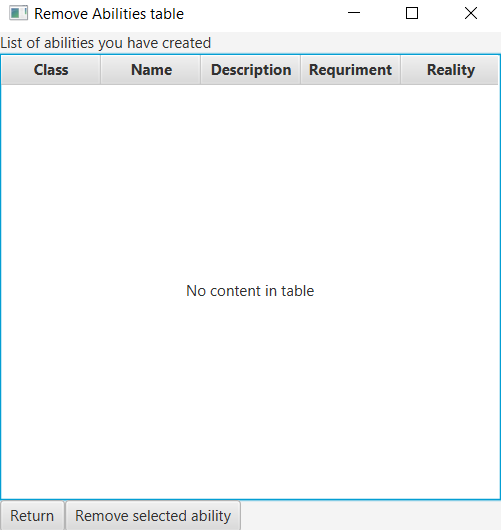 Remove Abilities table
List of abilities you have created
Class Name Description Requriment Reality
No content in table
Return Remove selected ability